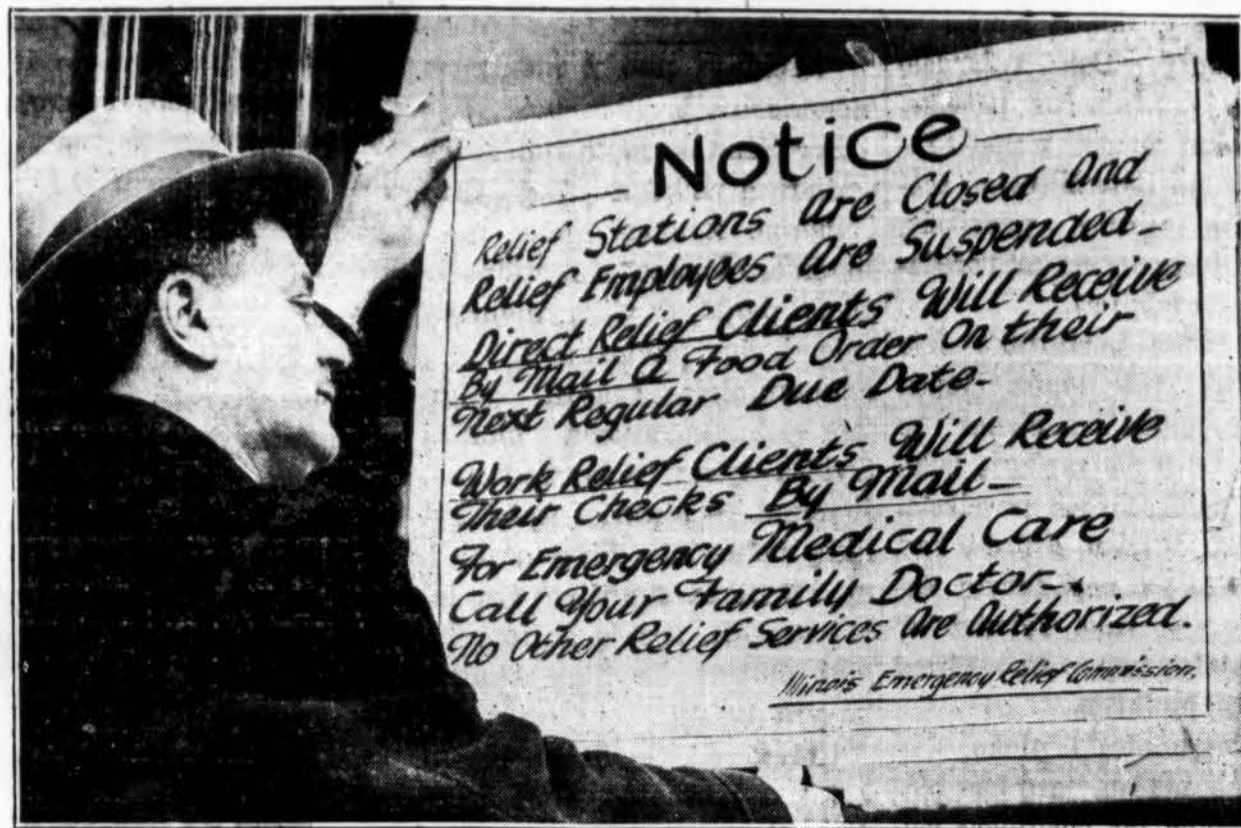 Notice
Relief Stations Are Closed And
Relief Employees Are Suspended-
Direct Relief Clients Will Receive
By Mail A Food Order On their
Next Regular Due Date-
Work Relief Clients Will Receive
Their Checks By Mail-
For Emergency Medical Care
Call Your Family Doctor-
No Other Relief Services Are Authorized.
Illinois Emergency Relief Commission.